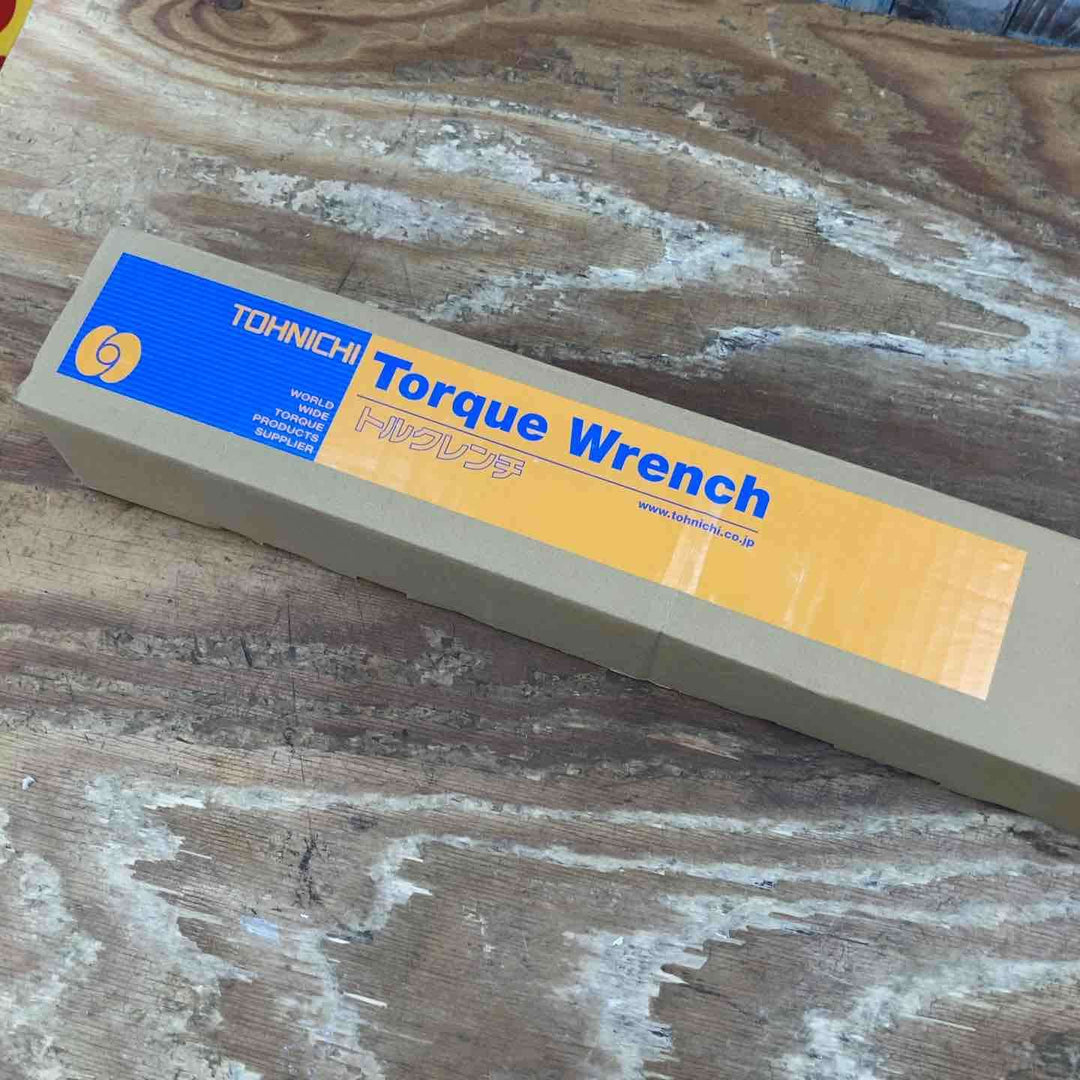 TOHNICHI
WORLD
WIDE
TORQUE
PRODUCTS
SUPPLIER
Torque Wrench
トルクレンチ
www.tohnichi.co.jp